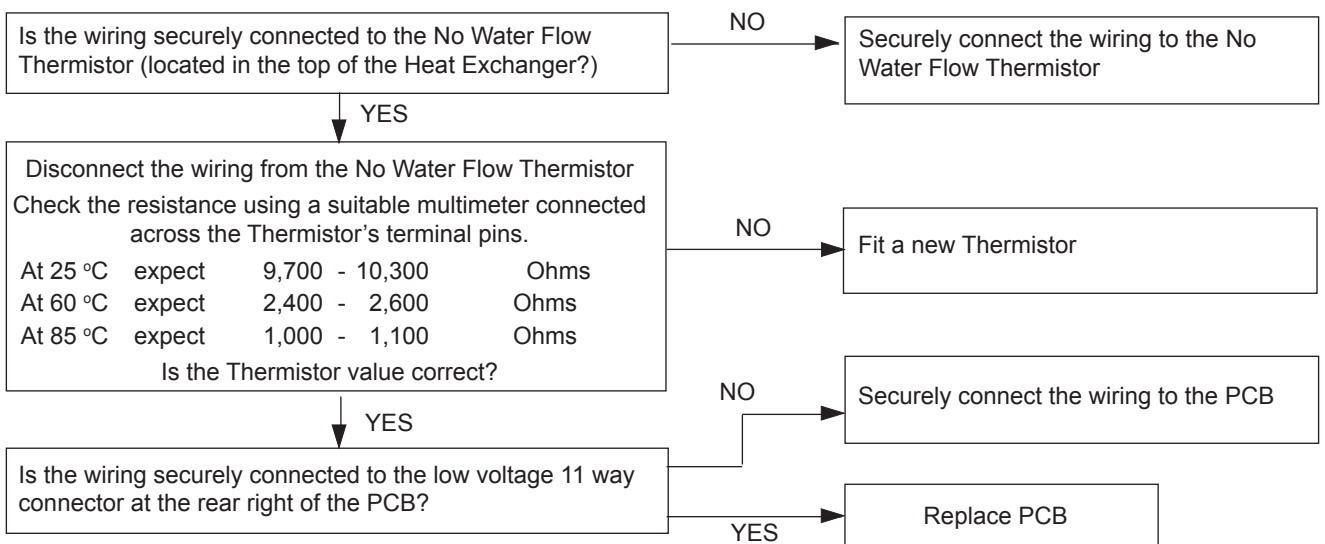 Is the wiring securely connected to the No Water Flow
Thermistor (located in the top of the Heat Exchanger?)
NO
Securely connect the wiring to the No
Water Flow Thermistor
YES
Disconnect the wiring from the No Water Flow Thermistor
Check the resistance using a suitable multimeter connected
across the Thermistor's terminal pins.
At 25 °C expect 9,700 - 10,300 Ohms
At 60 °C expect 2,400 - 2,600 Ohms
At 85 °C expect 1,000 - 1,100 Ohms
Is the Thermistor value correct?
NO
Fit a new Thermistor
YES
Is the wiring securely connected to the low voltage 11 way
connector at the rear right of the PCB?
NO
Securely connect the wiring to the PCB
YES
Replace PCB